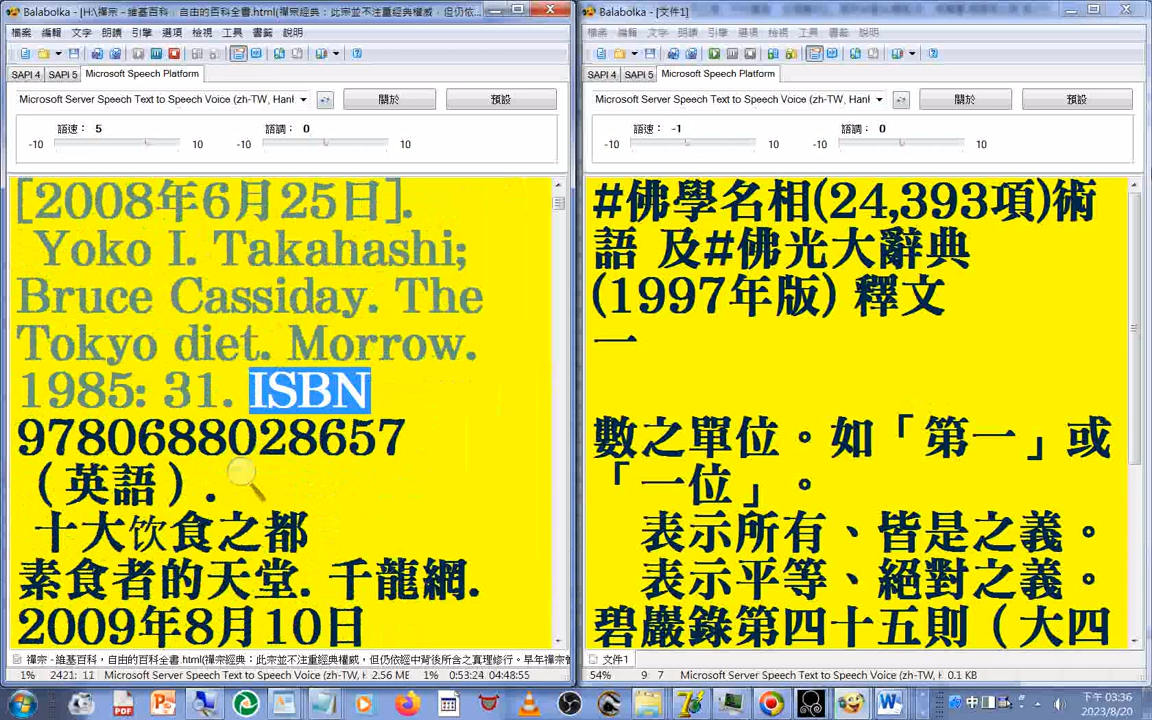 Balabolka - [H:\禪宗 - 維基百科，自由的百科全書.html(禪宗經典：此宗並不注重經典權威，但仍依...
檔案 編輯 文字 朗讀 引擎 選項 檢視 工具 書籤 說明
SAPI 4 SAPI 5 Microsoft Speech Platform
Microsoft Server Speech Text to Speech Voice (zh-TW, Hanl
關於 預設
語速： 5 語調： 0
-10 10 -10 10
[2008年6月25日].
Yoko I. Takahashi;
Bruce Cassiday. The
Tokyo diet. Morrow.
1985: 31. ISBN
9780688028657
（英語）.
十大饮食之都
素食者的天堂. 千龍網.
2009年8月10日
禪宗 - 維基百科，自由的百科全書.html(禪宗經典：此宗並不注重經典權威，但仍依經中背後所含之真理修行。早年禪宗
1% 2421: 11 Microsoft Server Speech Text to Speech Voice (zh-TW, H 2.56 ME 1% 0:53:24 04:48:55
Balabolka - [文件1]
檔案 編輯 文字 朗讀 引擎 選項 檢視 工具 書籤 說明
SAPI 4 SAPI 5 Microsoft Speech Platform
Microsoft Server Speech Text to Speech Voice (zh-TW, Hanl
關於 預設
語速： -1 語調： 0
-10 10 -10 10
#佛學名相(24,393項)術
語 及#佛光大辭典
(1997年版) 釋文
一
數之單位。如「第一」或
「一位」。
表示所有、皆是之義。
表示平等、絕對之義。
碧巖錄第四十五則（大四
文件1
54% 9: 7 Microsoft Server Speech Text to Speech Voice (zh-TW, H 0.1 KB
PDF
中
下午 03:36
2023/8/20